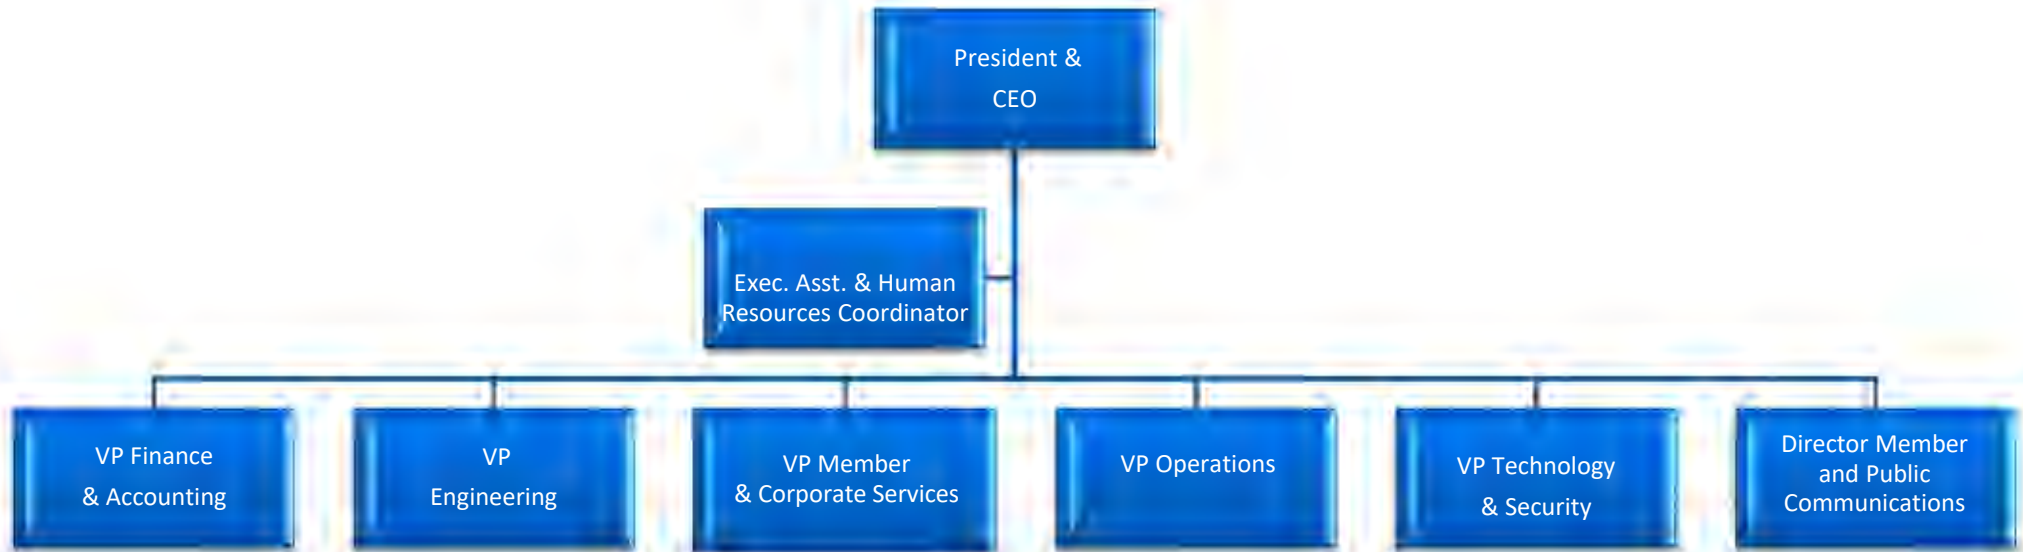 President &
CEO
Exec. Asst. & Human
Resources Coordinator
VP Finance
& Accounting
VP
Engineering
VP Member
& Corporate Services
VP Operations
VP Technology
& Security
Director Member
and Public
Communications